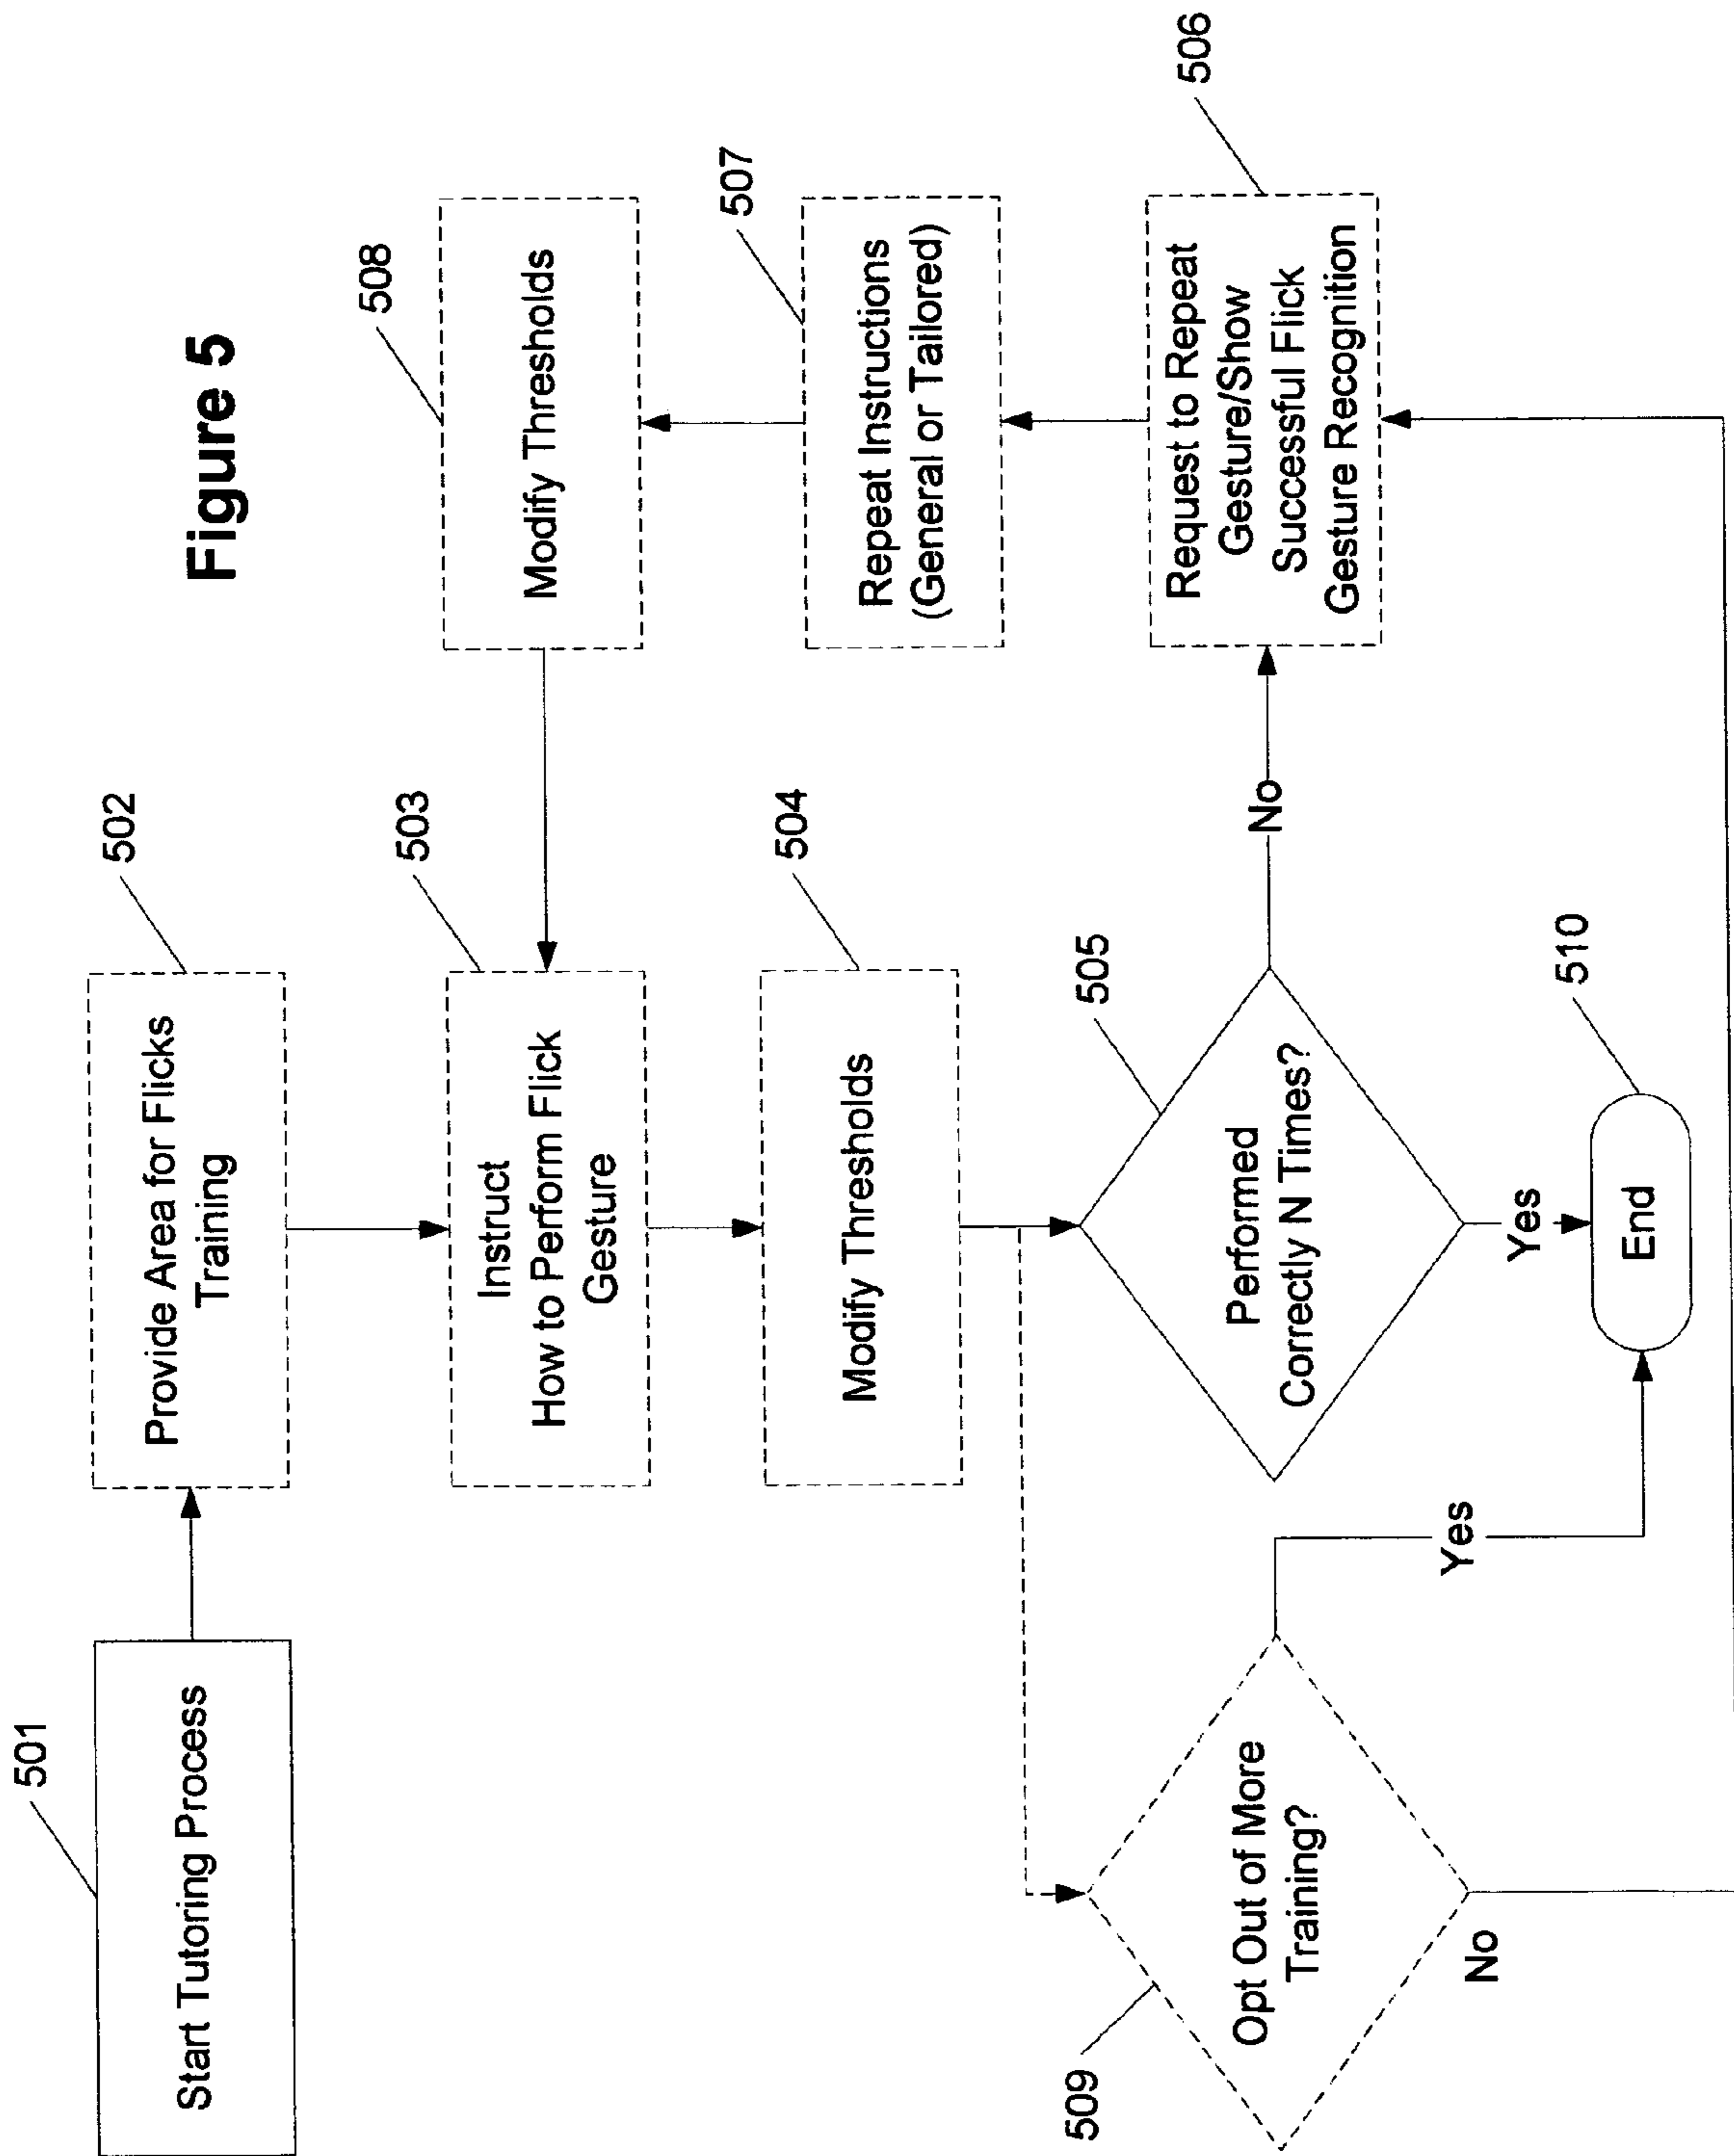 Figure 5
501
Start Tutoring Process
502
Provide Area for Flicks
Training
503
Instruct
How to Perform Flick
Gesture
504
Modify Thresholds
505
Performed
Correctly N Times?
No
Yes
506
Request to Repeat
Gesture/Show
Successful Flick
Gesture Recognition
507
Repeat Instructions
(General or Tailored)
508
Modify Thresholds
509
Opt Out of More
Training?
No
Yes
510
End